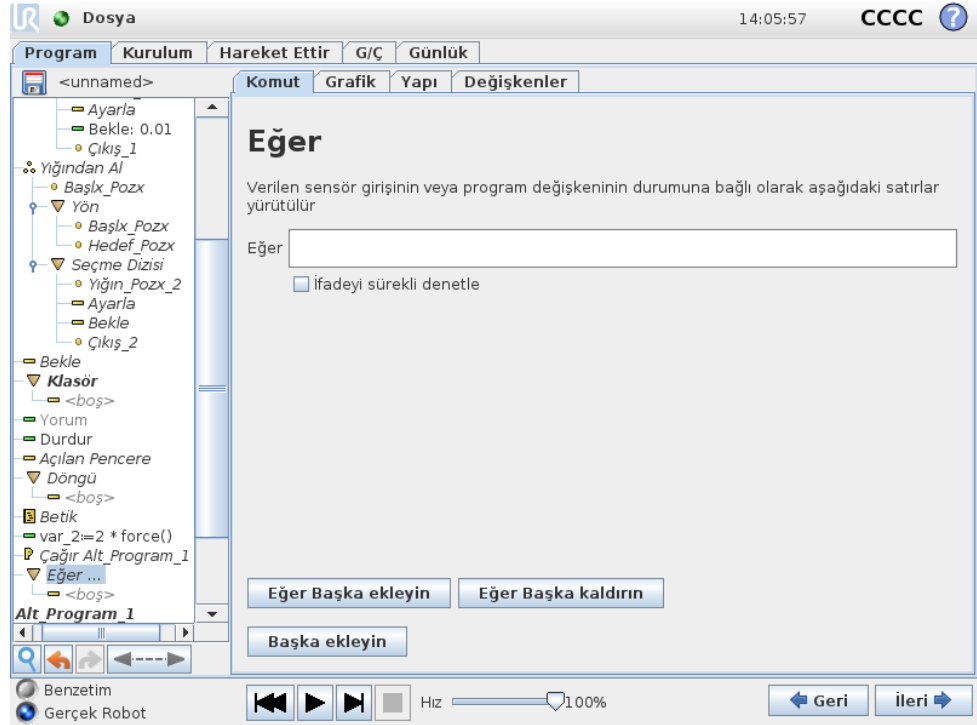 UR Dosya 14:05:57 CCCC ?
Program Kurulum Hareket Ettir G/Ç Günlük
<unnamed>
Komut Grafik Yapı Değişkenler
Ayarla
Bekle: 0.01
Çıkış_1
Yığından Al
Başlx_Pozx
Yön
Başlx_Pozx
Hedef_Pozx
Seçme Dizisi
Yığın_Pozx_2
Ayarla
Bekle
Çıkış_2
Bekle
Klasör
<boş>
Yorum
Durdur
Açılan Pencere
Döngü
<boş>
Betik
var_2:=2 * force()
P Çağır Alt_Program_1
Eğer ...
<boş>
Alt_Program_1
Eğer
Verilen sensör girişinin veya program değişkeninin durumuna bağlı olarak aşağıdaki satırlar
yürütülür
Eğer
İfadeyi sürekli denetle
Eğer Başka ekleyin Eğer Başka kaldırın
Başka ekleyin
Benzetim
Gerçek Robot
Hız 100%
Geri İleri